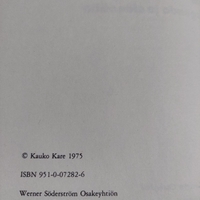 © Kauko Kare 1975
ISBN 951-0-07282-6
Werner Söderström Osakeyhtiön